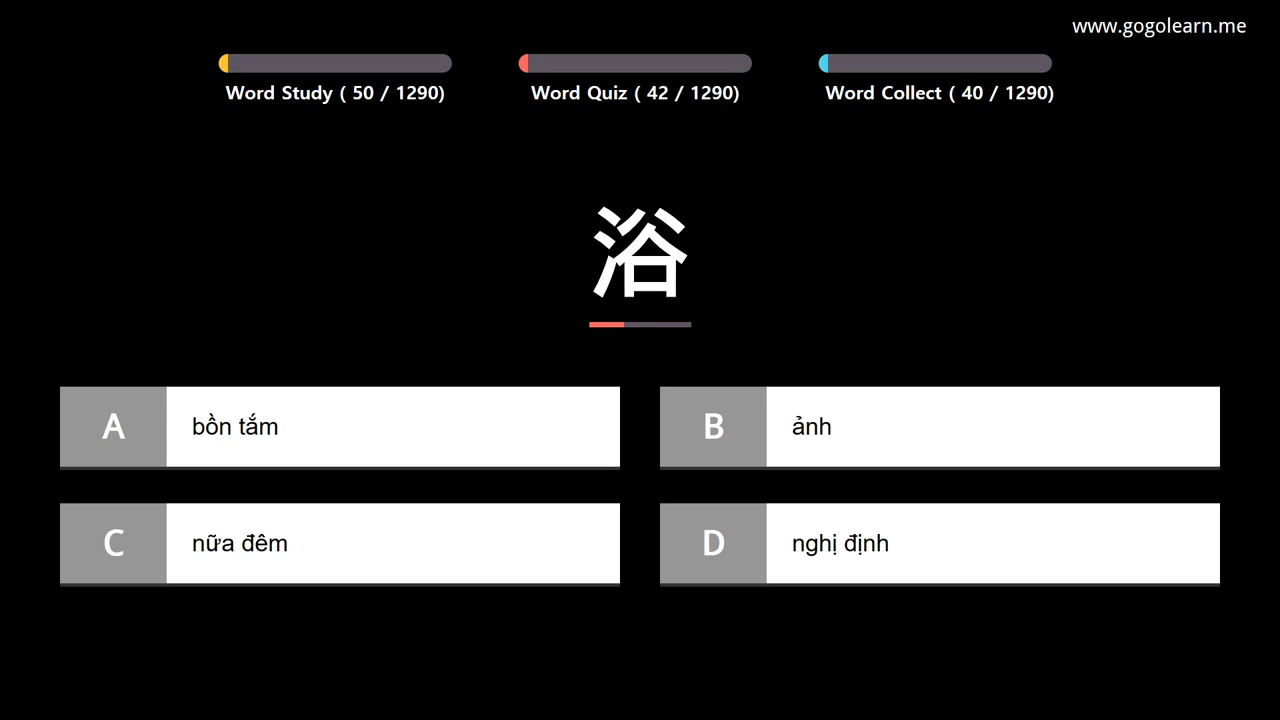 www.gogolearn.me
Word Study ( 50 / 1290)
Word Quiz ( 42 / 1290)
Word Collect ( 40 / 1290)
浴
A bồn tắm
B ảnh
C nữa đêm
D nghị định